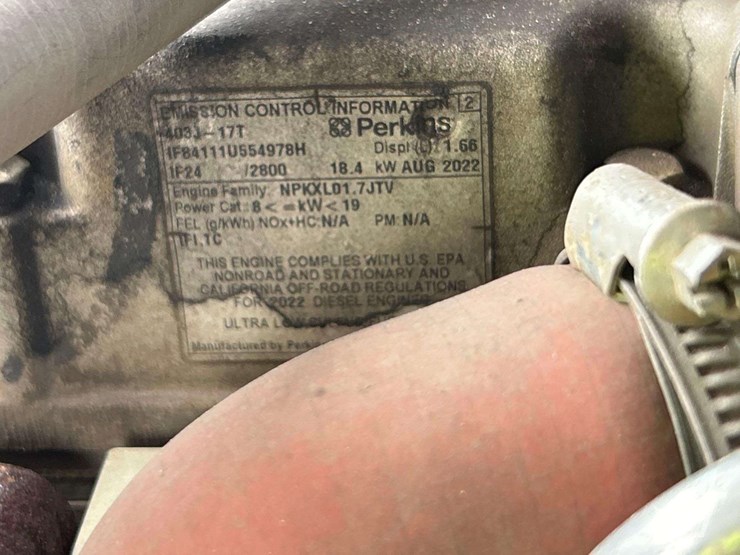 EMISSION CONTROL INFORMATION 2
403J-17T Perkins
1F84111U554978H Displ (L) 1.66
1F24 /2800 18.4 kW AUG 2022
Engine Family: NPKXL01.7JTV
Power Cat: 8 < =kW < 19
FEL (g/kWh) NOx+HC: N/A PM: N/A
TFI,TC
THIS ENGINE COMPLIES WITH U.S. EPA
NONROAD AND STATIONARY AND
CALIFORNIA OFF-ROAD REGULATIONS
FOR 2022 DIESEL ENGINES
ULTRA
Manufactured by